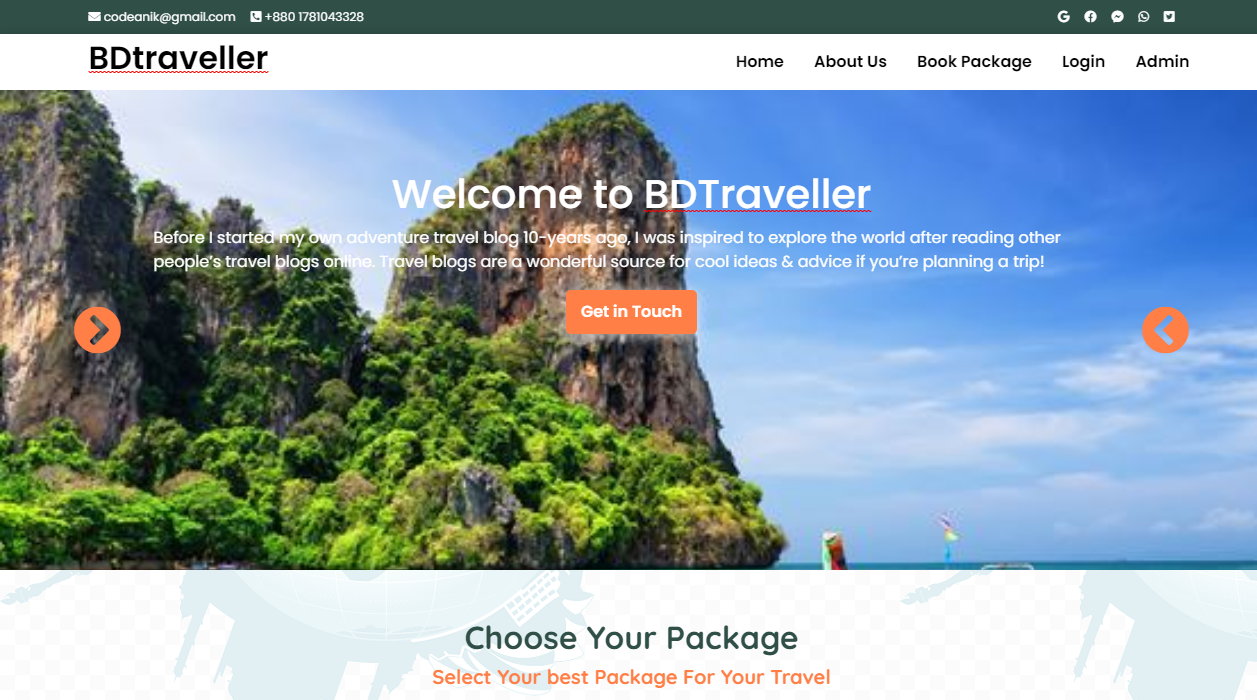 codeanik@gmail.com +880 1781043328
BDtraveller
Home About Us Book Package Login Admin
Welcome to BDTraveller
Before I started my own adventure travel blog 10-years ago, I was inspired to explore the world after reading other
people’s travel blogs online. Travel blogs are a wonderful source for cool ideas & advice if you’re planning a trip!
Get in Touch
Choose Your Package
Select Your best Package For Your Travel